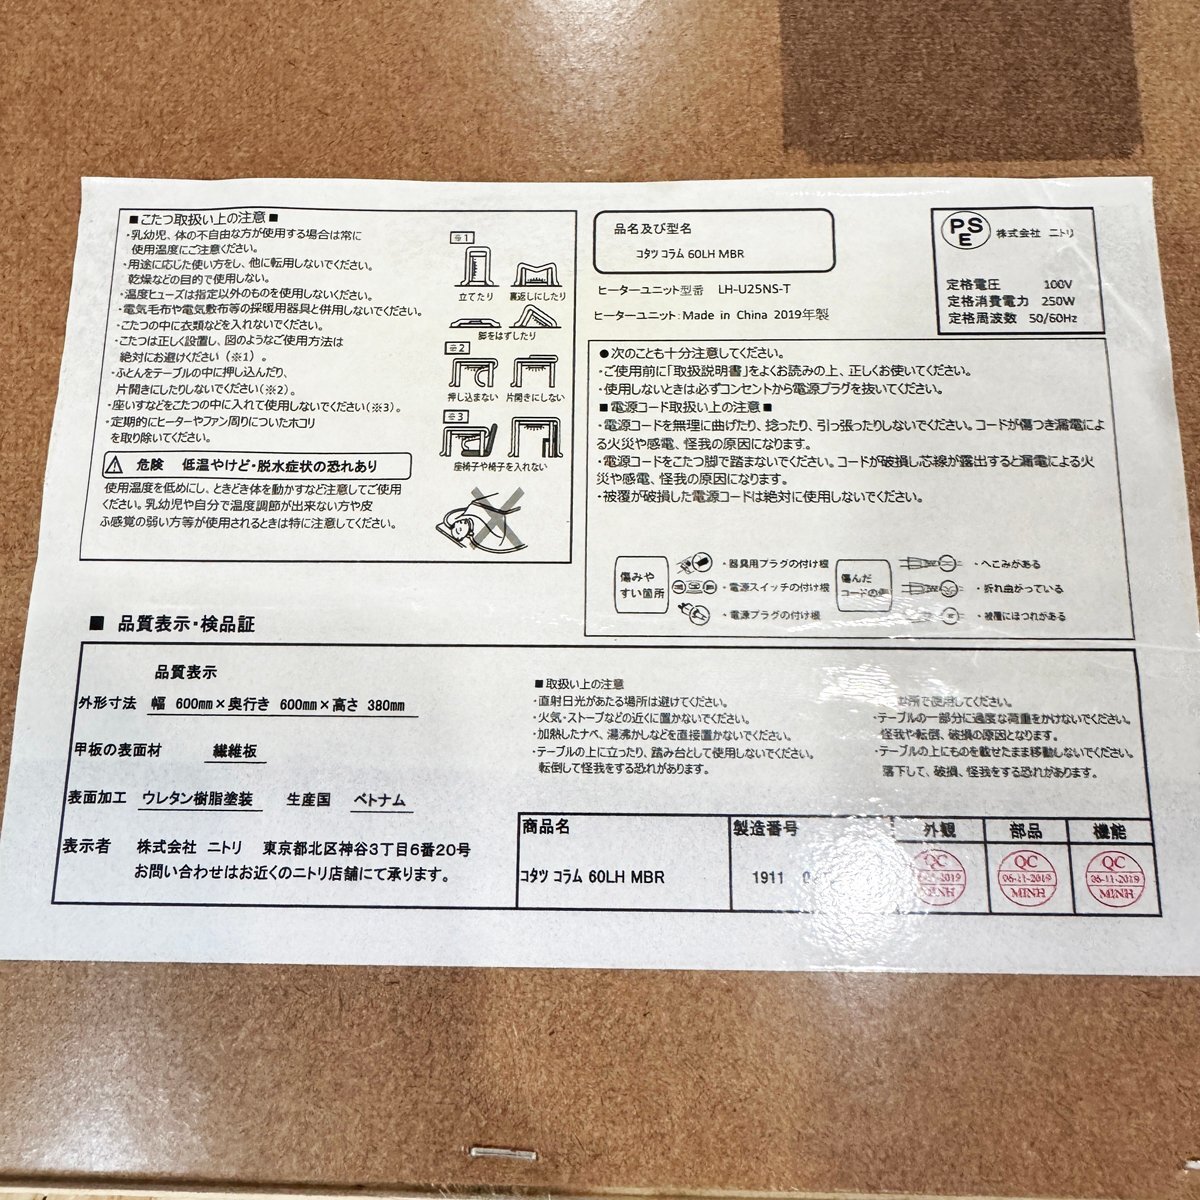 ■こたつ取扱い上の注意■
・乳幼児、体の不自由な方が使用する場合は常に
使用温度にご注意ください。
・用途に応じた使い方をし、他に転用しないでください。
乾燥などの目的で使用しない。
・温度ヒューズは指定以外のものを使用しない。
・電気毛布や電気敷布等の採暖用器具と併用しないでください。
・こたつの中に衣類などを入れないでください。
・こたつは正しく設置し、図のようなご使用方法は
絶対にお避けください（※1）。
・ふとんをテーブルの中に押し込んだり、
片開きにしたりしないでください(※2)。
・座いすなどをこたつの中に入れて使用しないでください(※3)。
・定期的にヒーターやファン周りについたホコリ
を取り除いてください。
危険 低温やけど・脱水症状の恐れあり
使用温度を低めにし、ときどき体を動かすなど注意してご使用
ください。乳幼児や自分で温度調節が出来ない方や皮
ふ感覚の弱い方等が使用されるときは特に注意してください。
※1
立てたり 裏返しにしたり
脚をはずしたり
※2
押し込まない 片開きにしない
※3
座椅子や椅子を入れない
品名及び型名
コタツ コラム 60LH MBR
ヒーターユニット型番 LH-U25NS-T
ヒーターユニット：Made in China 2019年製
PSE 株式会社 ニトリ
定格電圧 100V
定格消費電力 250W
定格周波数 50/60Hz
●次のことも十分注意してください。
・ご使用前に「取扱説明書」をよくお読みの上、正しくお使いてください。
・使用しないときは必ずコンセントから電源プラグを抜いてください。
■電源コード取扱い上の注意■
・電源コードを無理に曲げたり、捻ったり、引っ張ったりしないでください。コードが傷つき漏電によ
る火災や感電、怪我の原因になります。
・電源コードをこたつ脚で踏まないでください。コードが破損し芯線が露出すると漏電による火
災や感電、怪我の原因になります。
・被覆が破損した電源コードは絶対に使用しないでください。
傷みや
すい箇所
・器具用プラグの付け根
・電源スイッチの付け根
・電源プラグの付け根
傷んだ
コードの
・へこみがある
・折れ曲がっている
・被覆にほつれがある
■ 品質表示・検品証
品質表示
外形寸法 幅 600mm×奥行き 600mm×高さ 380mm
甲板の表面材 繊維板
表面加工 ウレタン樹脂塗装 生産国 ベトナム
表示者 株式会社 ニトリ 東京都北区神谷3丁目6番20号
お問い合わせはお近くのニトリ店舗にて承ります。
■取扱い上の注意
・直射日光があたる場所は避けてください。
・火気・ストーブなどの近くに置かないでください。
・加熱したナベ、湯沸かしなどを直接置かないでください。
・テーブルの上に立ったり、踏み台として使用しないでください。
転倒して怪我をする恐れがあります。
所で使用してください。
・テーブルの一部分に過度な荷重をかけないでください。
怪我や転倒、破損の原因となります。
・テーブルの上にものを載せたまま移動しないでください。
落下して、破損、怪我をする恐れがあります。
商品名 製造番号 外観 部品 機能
コタツ コラム 60LH MBR 1911
QC 2019 MINH
QC 06-11-2019 MINH
QC 06-11-2019 MINH